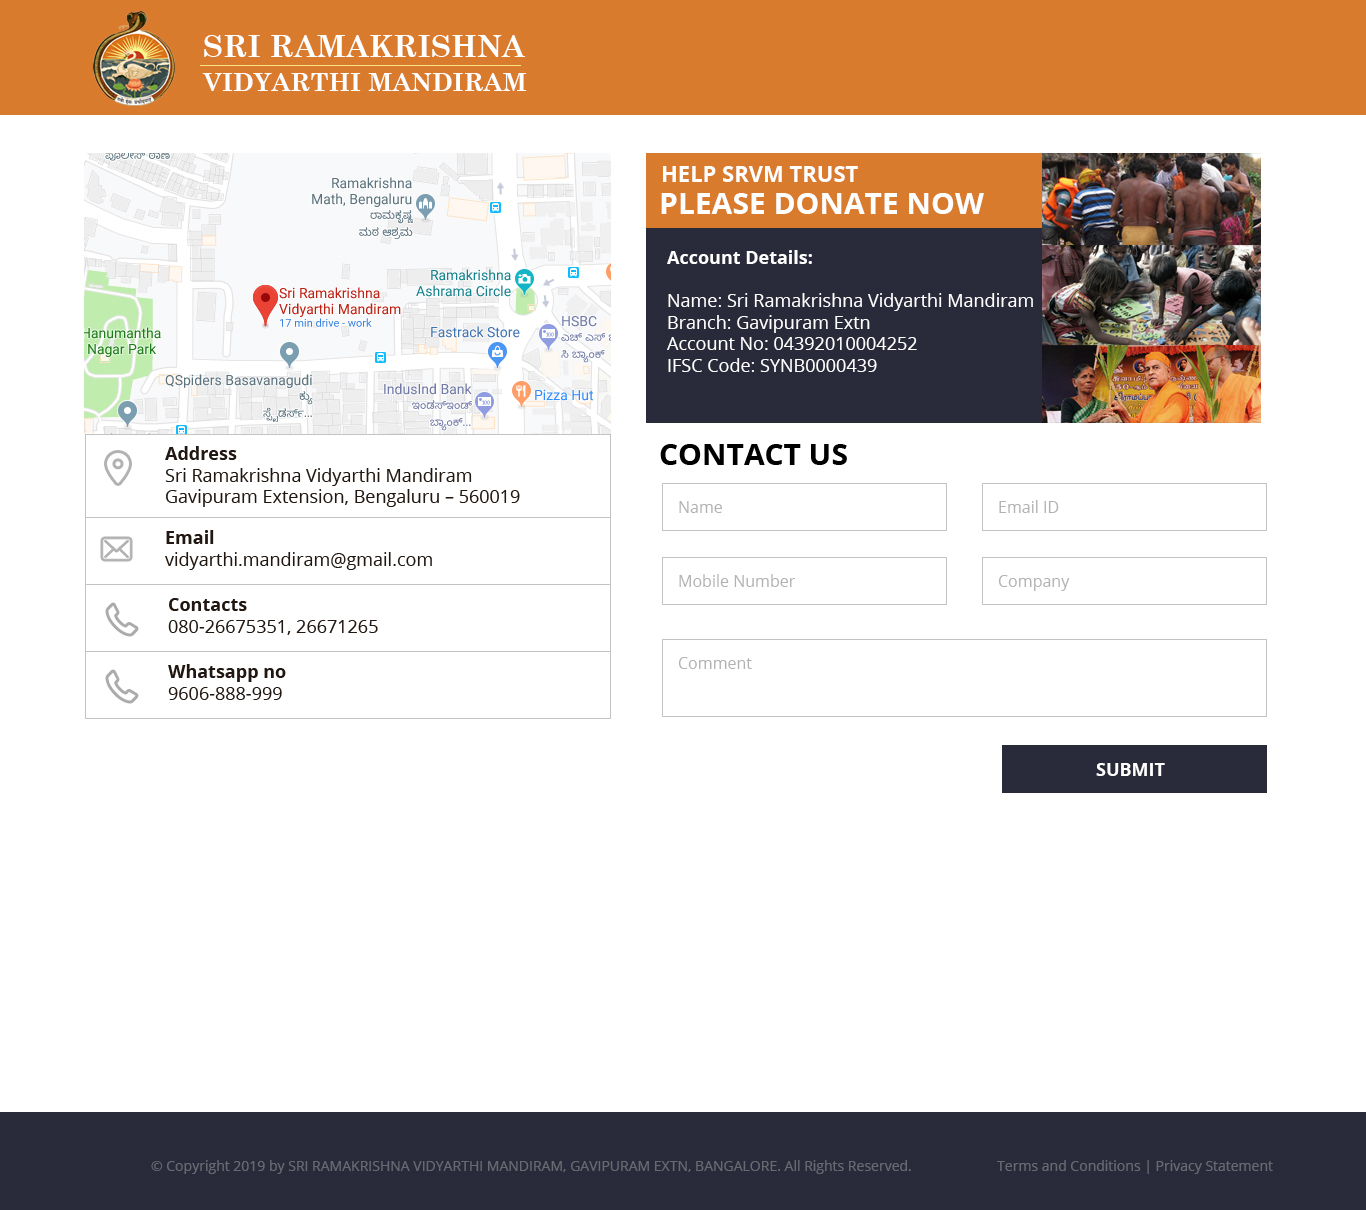 SRI RAMAKRISHNA
VIDYARTHI MANDIRAM
ಪೊಲೀಸ್ ಠಾಣೆ
Ramakrishna
Math, Bengaluru
ರಾಮಕೃಷ್ಣ
ಮಠ ಆಶ್ರಮ
Ramakrishna
Ashrama Circle
Sri Ramakrishna
Vidyarthi Mandiram
17 min drive - work
Hanumantha
Nagar Park
Fastrack Store
HSBC
ಎಚ್ ಎಸ್
ಸಿ ಬ್ಯಾಂಕ್
QSpiders Basavanagudi
ಕ್ಯು
ಸ್ಪೈಡರ್ಸ್...
IndusInd Bank
ಇಂಡಸ್ಇಂಡ್
ಬ್ಯಾಂಕ್...
Pizza Hut
Address
Sri Ramakrishna Vidyarthi Mandiram
Gavipuram Extension, Bengaluru – 560019
Email
vidyarthi.mandiram@gmail.com
Contacts
080-26675351, 26671265
Whatsapp no
9606-888-999
HELP SRVM TRUST
PLEASE DONATE NOW
Account Details:
Name: Sri Ramakrishna Vidyarthi Mandiram
Branch: Gavipuram Extn
Account No: 04392010004252
IFSC Code: SYNB0000439
CONTACT US
Name
Email ID
Mobile Number
Company
Comment
SUBMIT
© Copyright 2019 by SRI RAMAKRISHNA VIDYARTHI MANDIRAM, GAVIPURAM EXTN, BANGALORE. All Rights Reserved.
Terms and Conditions | Privacy Statement